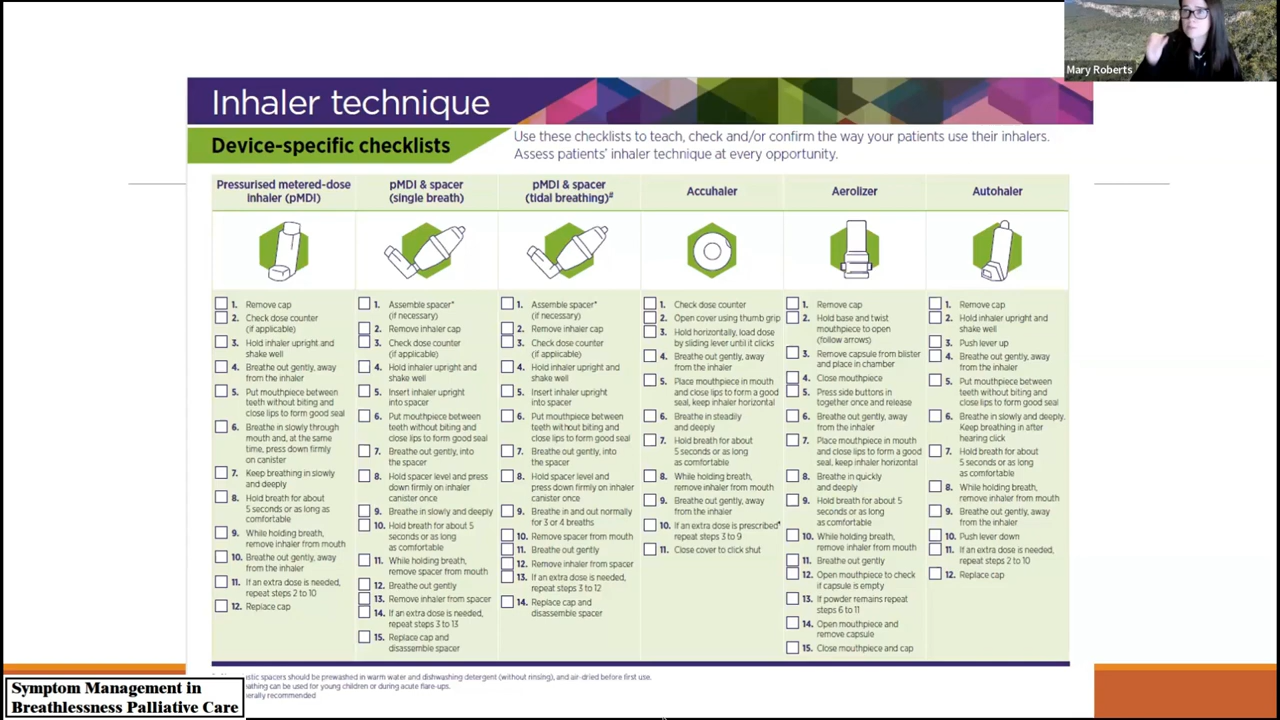 Mary Roberts
Inhaler technique
Device-specific checklists
Use these checklists to teach, check and/or confirm the way your patients use their inhalers.
Assess patients' inhaler technique at every opportunity.
Pressurised metered-dose
inhaler (pMDI)
1. Remove cap
2. Check dose counter
(if applicable)
3. Hold inhaler upright and
shake well
4. Breathe out gently, away
from the inhaler
5. Put mouthpiece between
teeth without biting and
close lips to form good seal
6. Breathe in slowly through
mouth and, at the same
time, press down firmly
on canister
7. Keep breathing in slowly
and deeply
8. Hold breath for about
5 seconds or as long as
comfortable
9. While holding breath,
remove inhaler from mouth
10. Breathe out gently, away
from the inhaler
11. If an extra dose is needed,
repeat steps 2 to 10
12. Replace cap
pMDI & spacer
(single breath)
1. Assemble spacer*
(if necessary)
2. Remove inhaler cap
3. Check dose counter
(if applicable)
4. Hold inhaler upright and
shake well
5. Insert inhaler upright
into spacer
6. Put mouthpiece between
teeth without biting and
close lips to form good seal
7. Breathe out gently, into
the spacer
8. Hold spacer level and press
down firmly on inhaler
canister once
9. Breathe in slowly and deeply
10. Hold breath for about 5
seconds or as long
as comfortable
11. While holding breath,
remove spacer from mouth
12. Breathe out gently
13. Remove inhaler from spacer
14. If an extra dose is needed,
repeat steps 3 to 13
15. Replace cap and
disassemble spacer
pMDI & spacer
(tidal breathing)#
1. Assemble spacer*
(if necessary)
2. Remove inhaler cap
3. Check dose counter
(if applicable)
4. Hold inhaler upright and
shake well
5. Insert inhaler upright
into spacer
6. Put mouthpiece between
teeth without biting and
close lips to form good seal
7. Breathe out gently, into
the spacer
8. Hold spacer level and
press down firmly on inhaler
canister once
9. Breathe in and out normally
for 3 or 4 breaths
10. Remove spacer from mouth
11. Breathe out gently
12. Remove inhaler from spacer
13. If an extra dose is needed,
repeat steps 3 to 12
14. Replace cap and
disassemble spacer
Accuhaler
1. Check dose counter
2. Open cover using thumb grip
3. Hold horizontally, load dose
by sliding lever until it clicks
4. Breathe out gently, away
from the inhaler
5. Place mouthpiece in mouth
and close lips to form a good
seal, keep inhaler horizontal
6. Breathe in steadily
and deeply
7. Hold breath for about
5 seconds or as long
as comfortable
8. While holding breath,
remove inhaler from mouth
9. Breathe out gently, away
from the inhaler
10. If an extra dose is prescribed
repeat steps 3 to 9
11. Close cover to click shut
Aerolizer
1. Remove cap
2. Hold base and twist
mouthpiece to open
(follow arrows)
3. Remove capsule from blister
and place in chamber
4. Close mouthpiece
5. Press side buttons in
together once and release
6. Breathe out gently, away
from the inhaler
7. Place mouthpiece in mouth
and close lips to form a good
seal, keep inhaler horizontal
8. Breathe in quickly
and deeply
9. Hold breath for about 5
seconds or as long
as comfortable
10. While holding breath,
remove inhaler from mouth
11. Breathe out gently
12. Open mouthpiece to check
if capsule is empty
13. If powder remains repeat
steps 6 to 11
14. Open mouthpiece and
remove capsule
15. Close mouthpiece and cap
Autohaler
1. Remove cap
2. Hold inhaler upright and
shake well
3. Push lever up
4. Breathe out gently, away
from the inhaler
5. Put mouthpiece between
teeth without biting and
close lips to form good seal
6. Breathe in slowly and deeply.
Keep breathing in after
hearing click
7. Hold breath for about
5 seconds or as long
as comfortable
8. While holding breath,
remove inhaler from mouth
9. Breathe out gently, away
from the inhaler
10. Push lever down
11. If an extra dose is needed,
repeat steps 2 to 10
12. Replace cap
spacers should be prewashed in warm water and dishwashing detergent (without rinsing), and air-dried before first use.
can be used for young children or during acute flare-ups.
recommended
Symptom Management in
Breathlessness Palliative Care